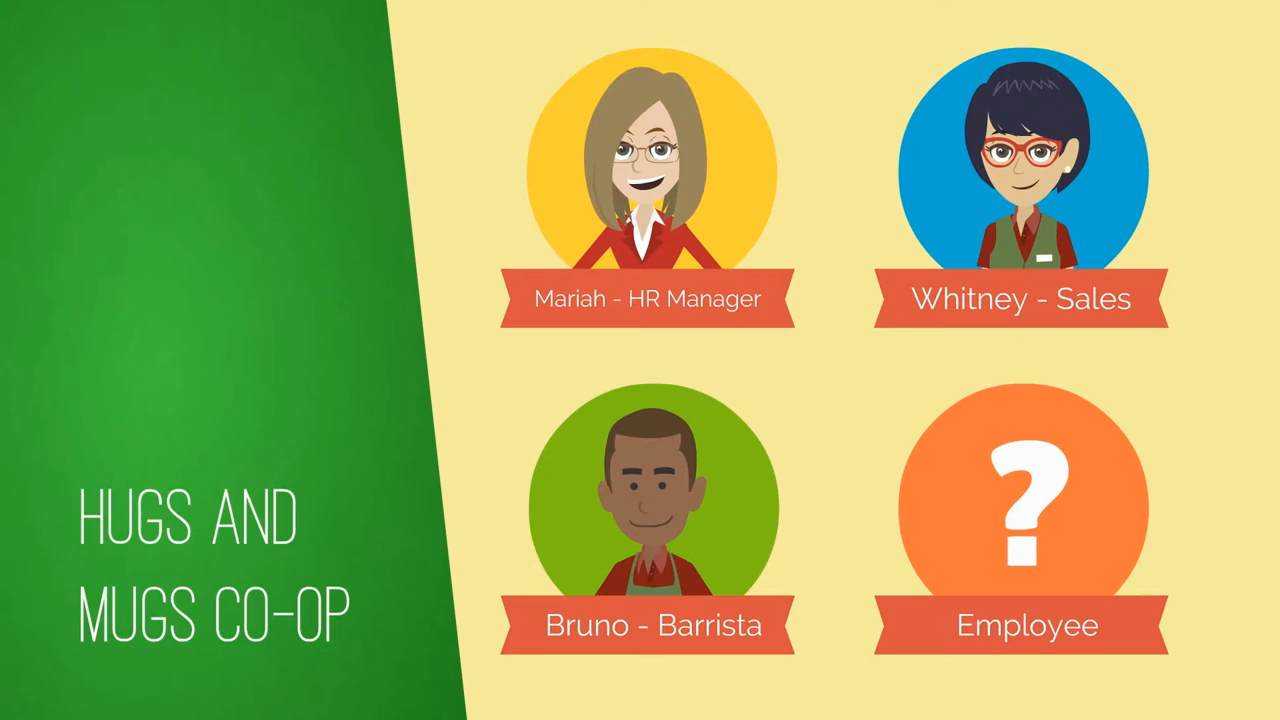 HUGS AND
MUGS CO-OP
Mariah - HR Manager
Whitney - Sales
Bruno - Barrista
?
Employee